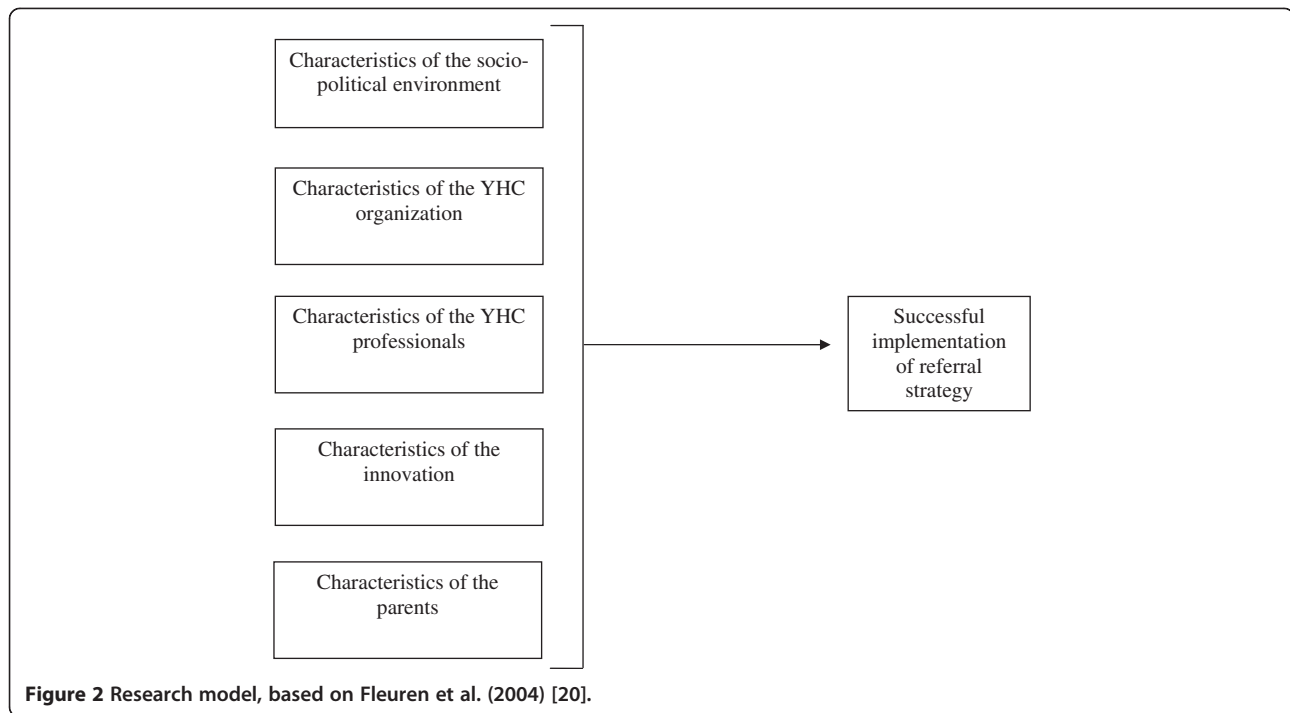 Characteristics of the socio-
political environment
Characteristics of the YHC
organization
Characteristics of the YHC
professionals
Characteristics of the
innovation
Characteristics of the
parents
Successful
implementation
of referral
strategy
Figure 2 Research model, based on Fleuren et al. (2004) [20].